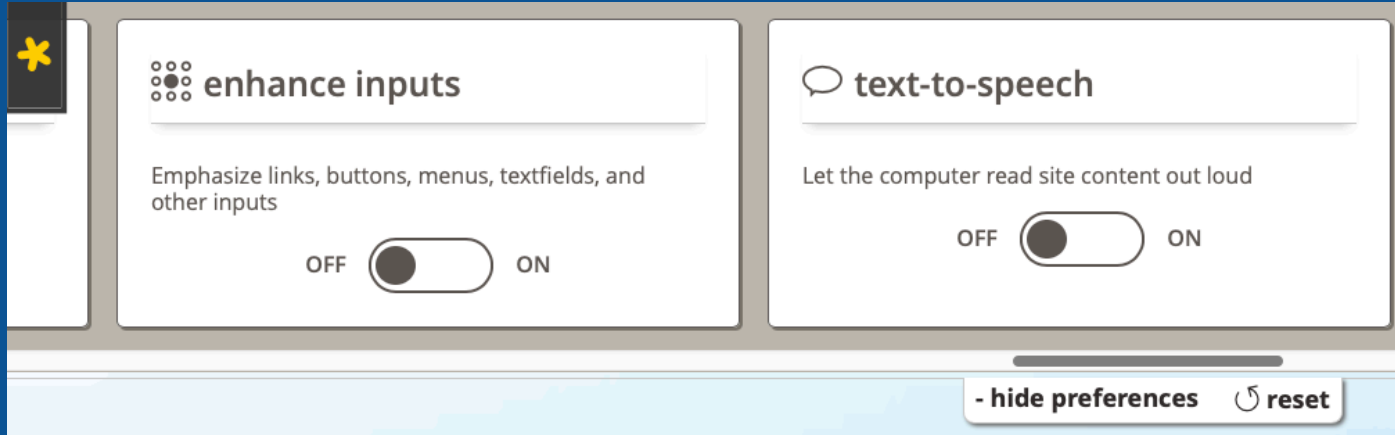 enhance inputs
Emphasize links, buttons, menus, textfields, and
other inputs
OFF ON
text-to-speech
Let the computer read site content out loud
OFF ON
- hide preferences reset